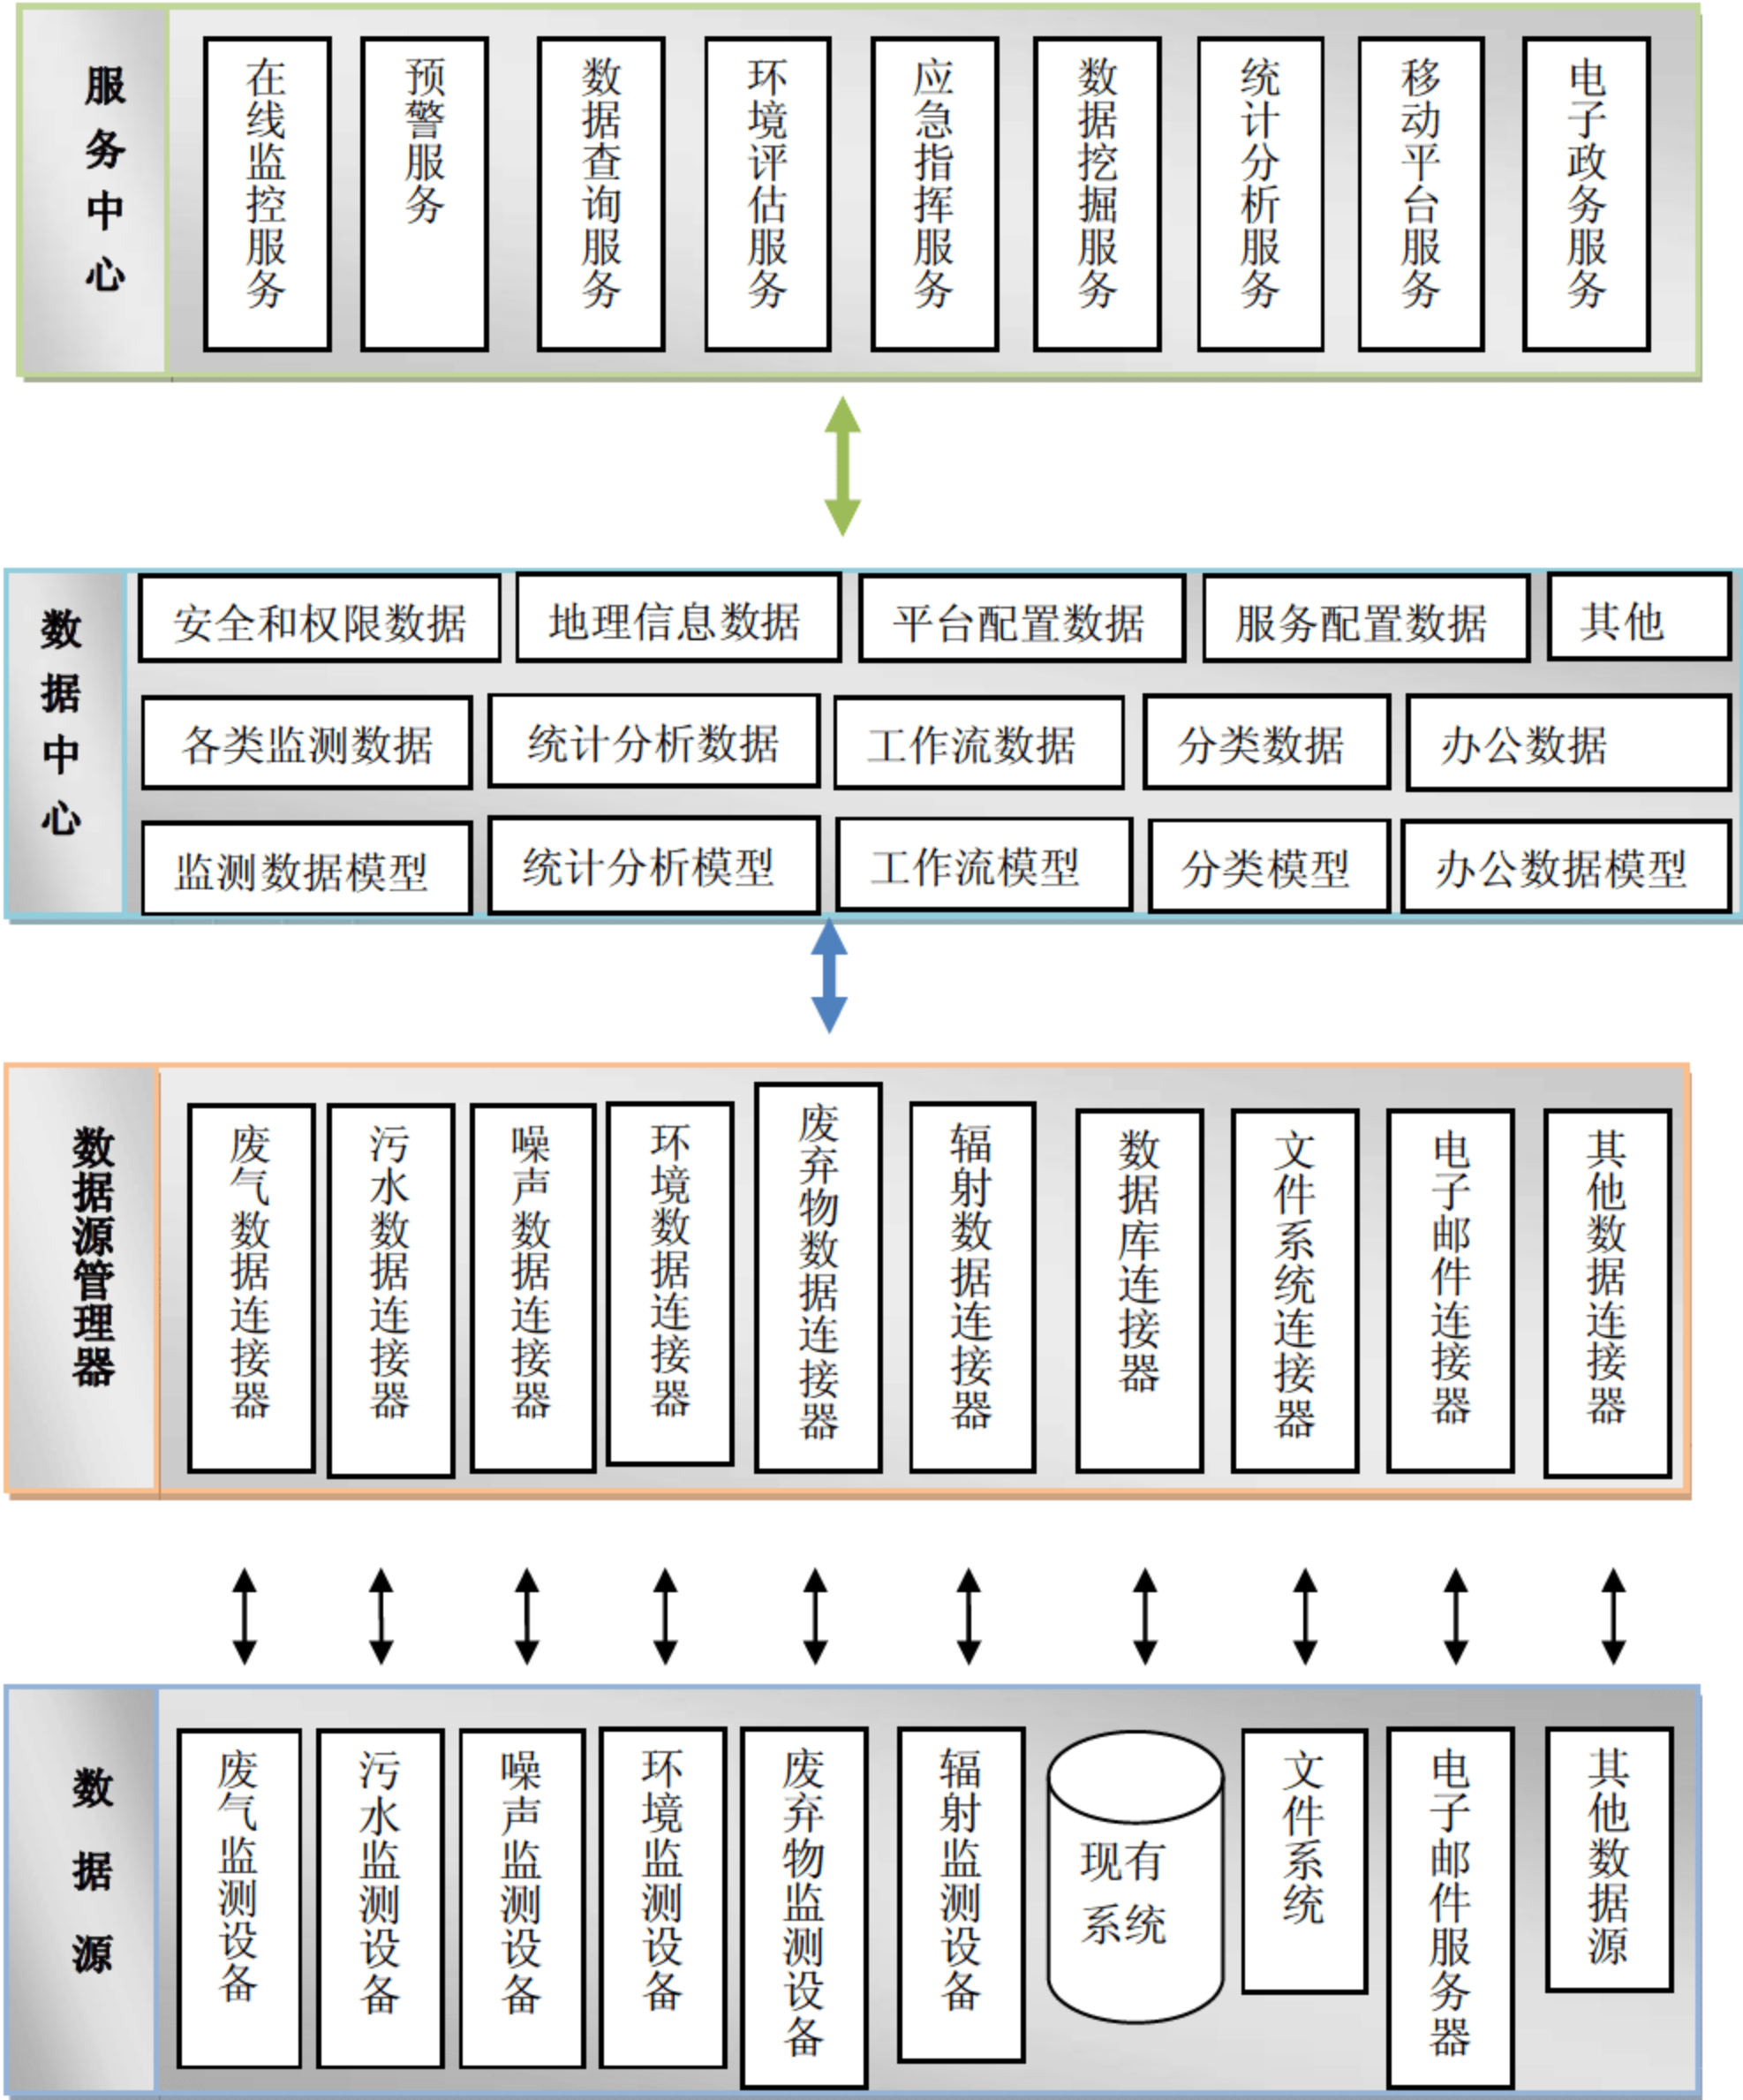 服务中心
在线监控服务
预警服务
数据查询服务
环境评估服务
应急指挥服务
数据挖掘服务
统计分析服务
移动平台服务
电子政务服务
数据中心
安全和权限数据
地理信息数据
平台配置数据
服务配置数据
其他
各类监测数据
统计分析数据
工作流数据
分类数据
办公数据
监测数据模型
统计分析模型
工作流模型
分类模型
办公数据模型
数据源管理器
废气数据连接器
污水数据连接器
噪声数据连接器
环境数据连接器
废弃物数据连接器
辐射数据连接器
数据库连接器
文件系统连接器
电子邮件连接器
其他数据连接器
数据源
废气监测设备
污水监测设备
噪声监测设备
环境监测设备
废弃物监测设备
辐射监测设备
现有
系统
文件系统
电子邮件服务器
其他数据源